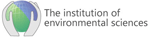 The institution of
environmental sciences